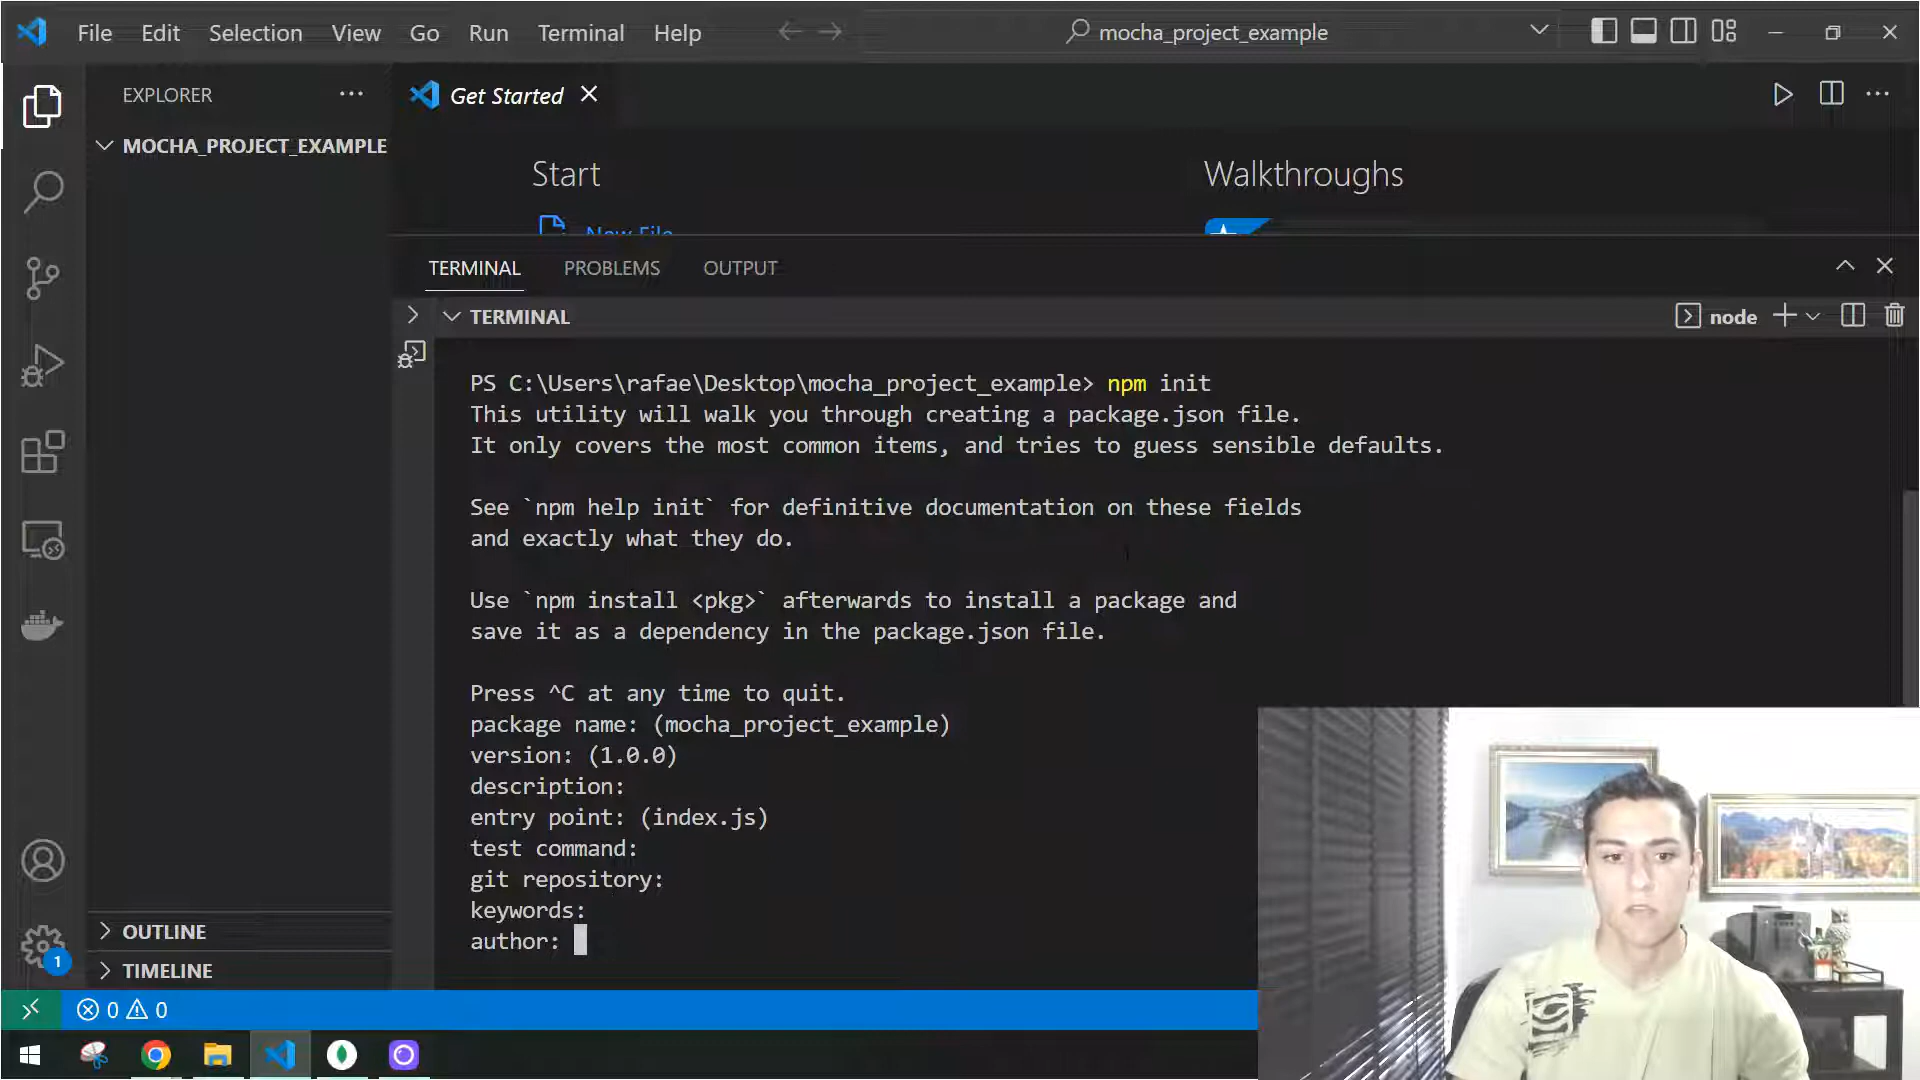 File Edit Selection View Go Run Terminal Help
mocha_project_example
EXPLORER
Get Started
MOCHA_PROJECT_EXAMPLE
Start
Walkthroughs
New File
TERMINAL PROBLEMS OUTPUT
TERMINAL
node
PS C:\Users\rafae\Desktop\mocha_project_example> npm init
This utility will walk you through creating a package.json file.
It only covers the most common items, and tries to guess sensible defaults.
See `npm help init` for definitive documentation on these fields
and exactly what they do.
Use `npm install <pkg>` afterwards to install a package and
save it as a dependency in the package.json file.
Press ^C at any time to quit.
package name: (mocha_project_example)
version: (1.0.0)
description:
entry point: (index.js)
test command:
git repository:
keywords:
author:
OUTLINE
TIMELINE
1
0 0